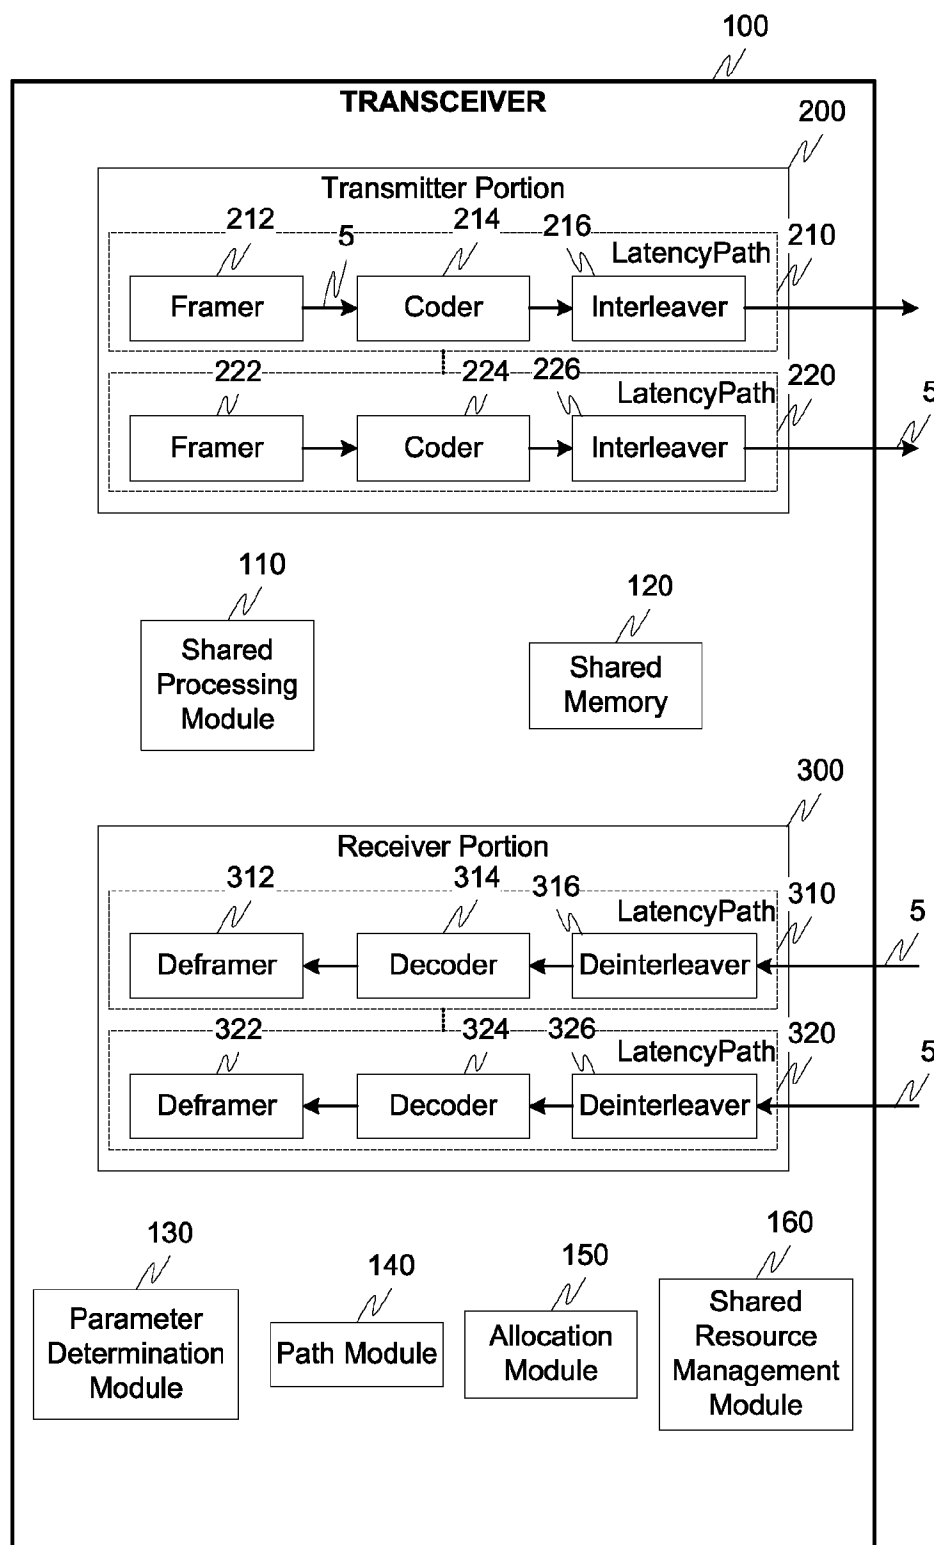 100
TRANSCEIVER
200
Transmitter Portion
212
5
214
216
LatencyPath
210
Framer
Coder
Interleaver
222
224
226
LatencyPath
220
5
Framer
Coder
Interleaver
110
Shared
Processing
Module
120
Shared
Memory
300
Receiver Portion
312
314
316
LatencyPath
310
5
Deframer
Decoder
Deinterleaver
322
324
326
LatencyPath
320
5
Deframer
Decoder
Deinterleaver
130
Parameter
Determination
Module
140
Path Module
150
Allocation
Module
160
Shared
Resource
Management
Module